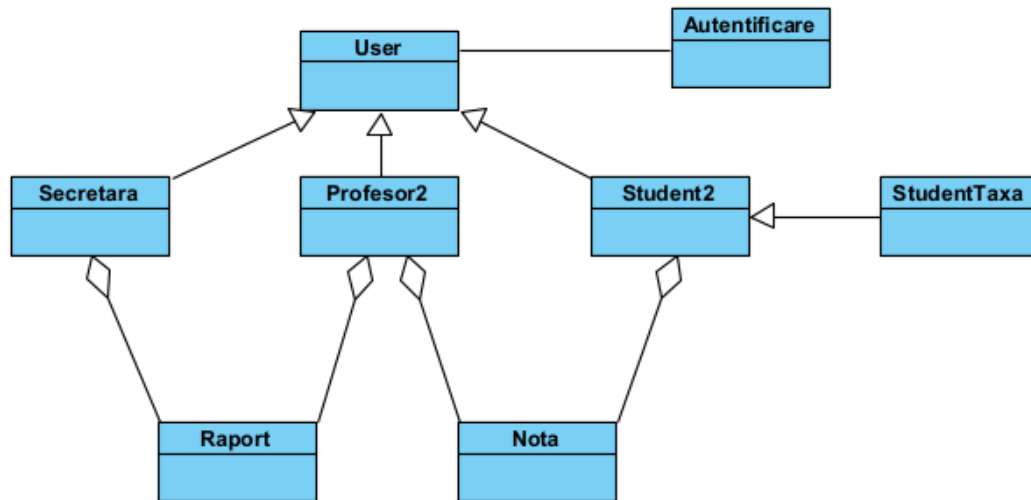 Autentificare
User
Secretara
Profesor2
Student2
StudentTaxa
Raport
Nota